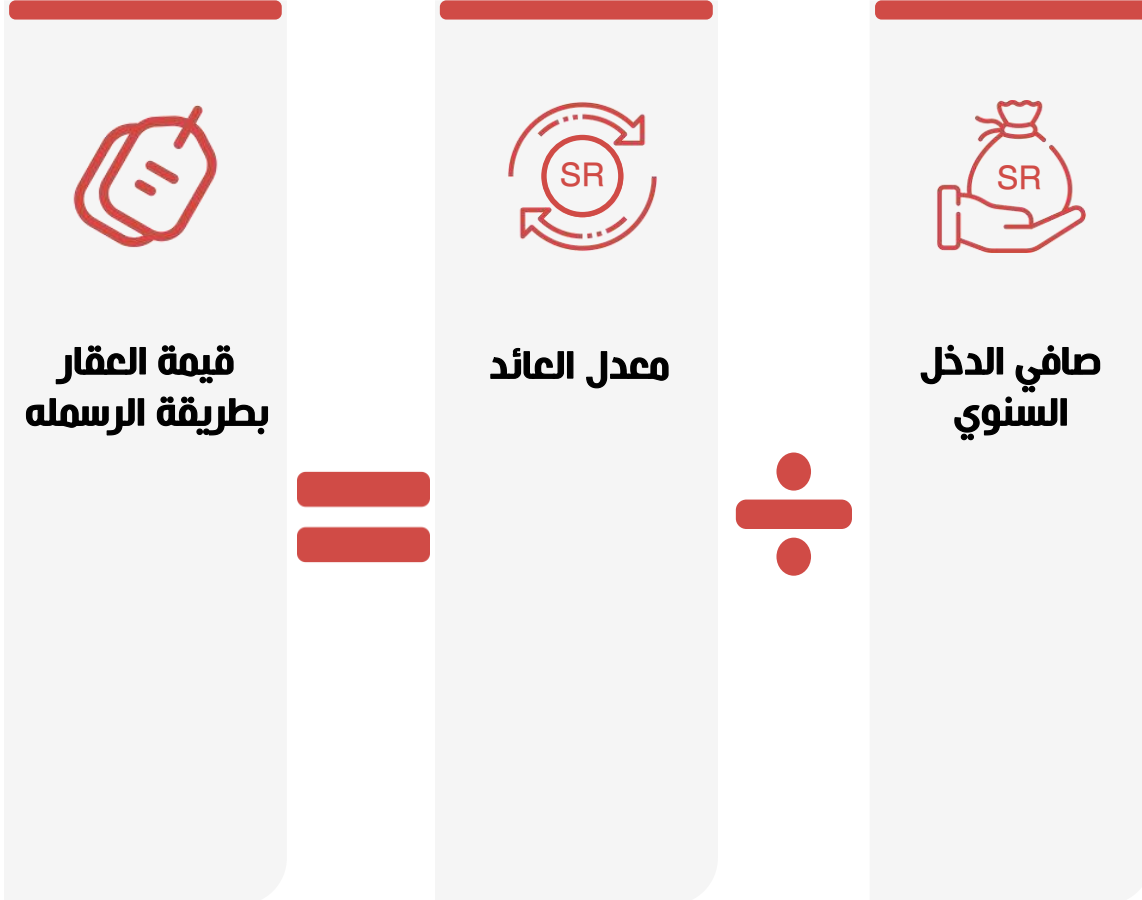 SR
صافي الدخل
السنوي
÷
SR
معدل العائد
=
قيمة العقار
بطريقة الرسمله